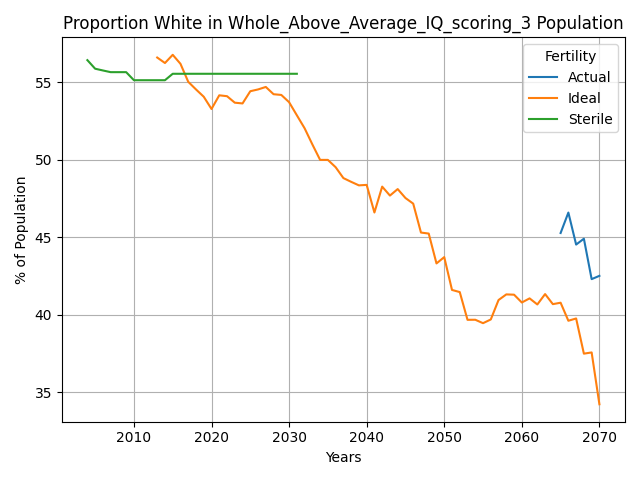 Proportion White in Whole_Above_Average_IQ_scoring_3 Population
Fertility
Actual
Ideal
Sterile
% of Population
55
50
45
40
35
2010 2020 2030 2040 2050 2060 2070
Years